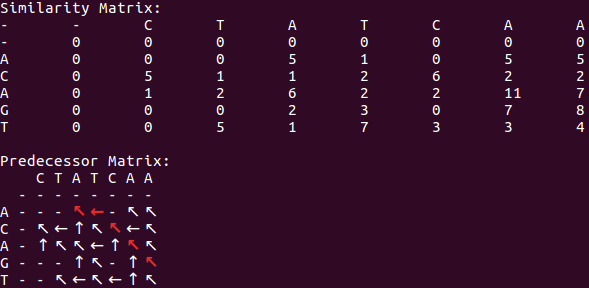 Similarity Matrix:
- - C T A T C A A
- 0 0 0 0 0 0 0 0
A 0 0 0 5 1 0 5 5
C 0 5 1 1 2 6 2 2
A 0 1 2 6 2 2 11 7
G 0 0 0 2 3 0 7 8
T 0 0 5 1 7 3 3 4
Predecessor Matrix:
C T A T C A A
- - - - - - - -
A - - - ↖ ← - ↖ ↖
C - ↖ ← ↑ ↖ ↖ ← ↖
A - ↑ ↖ ↖ ← ↑ ↖ ↖
G - - - ↑ ↖ - ↑ ↖
T - - ↖ ← ↖ ← ↑ ↖